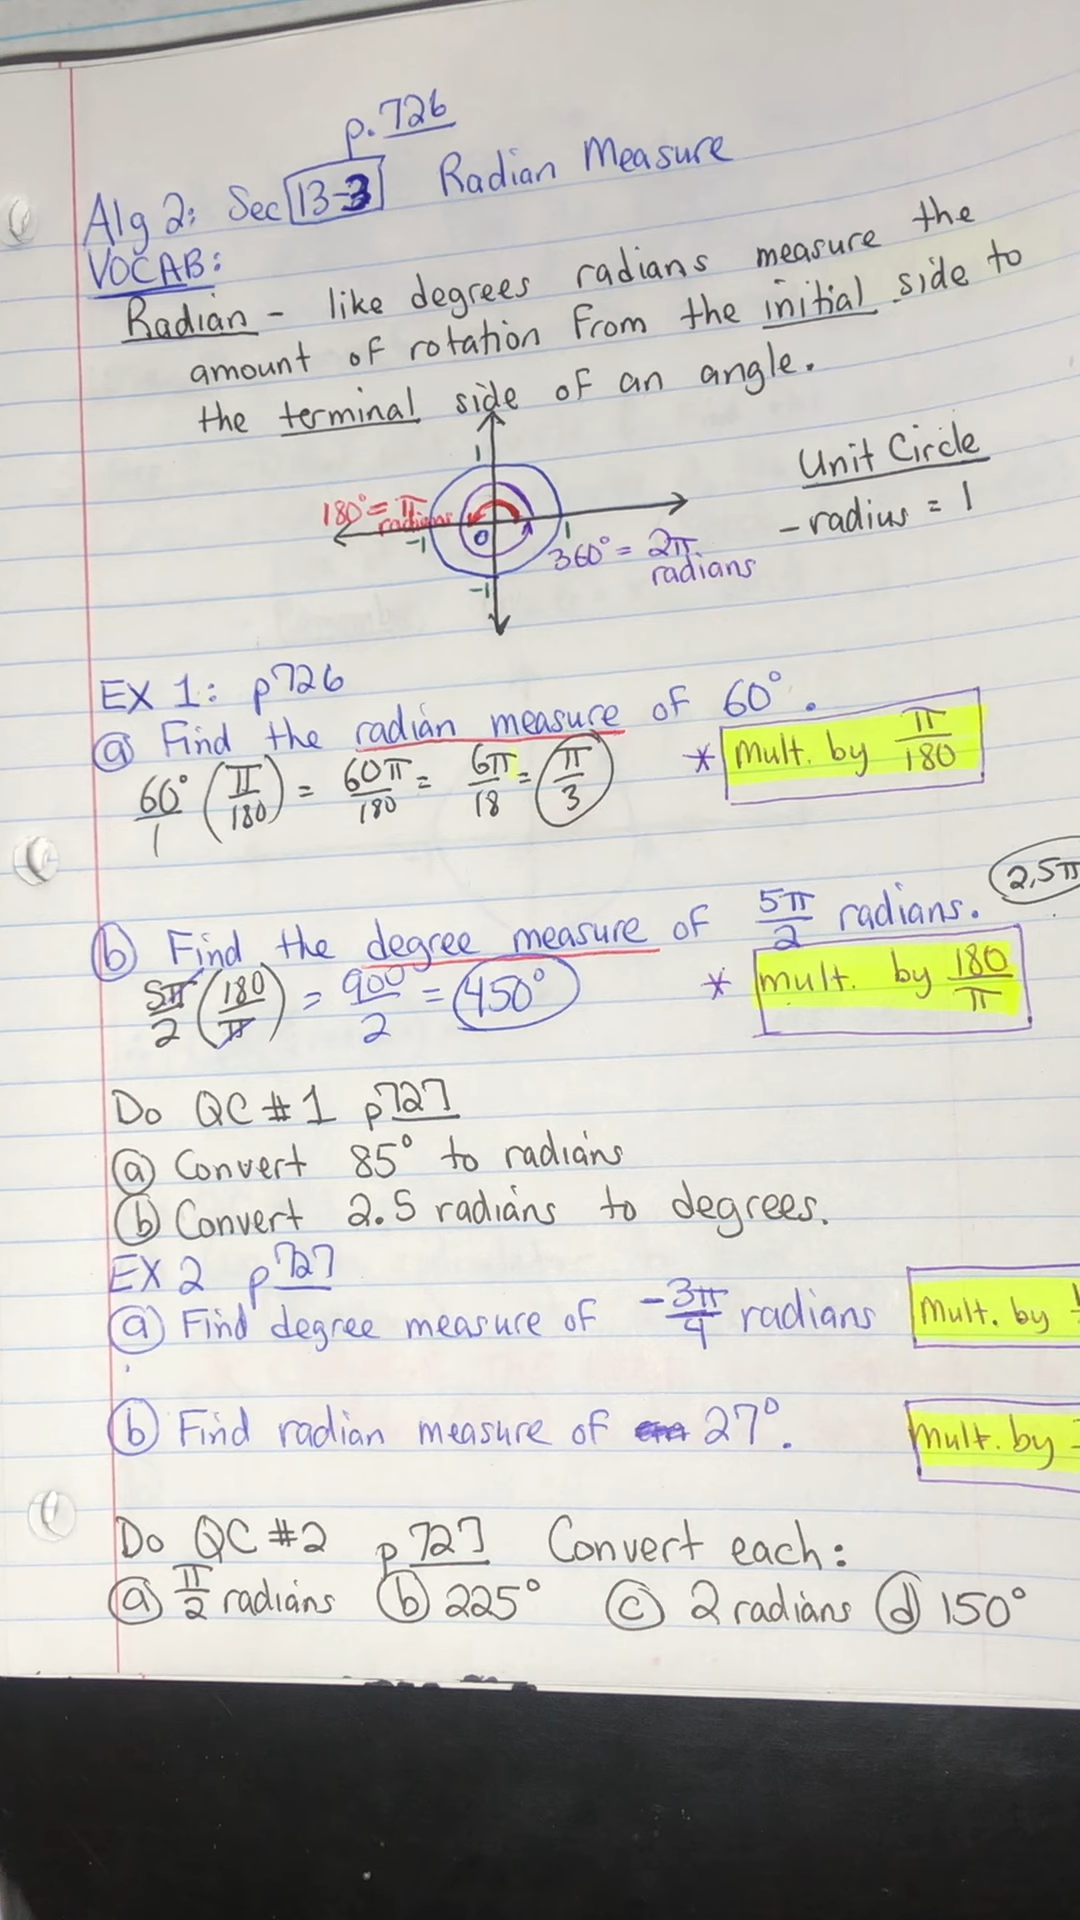 p. 726
Alg 2: Sec 13-3 Radian Measure
VOCAB:
Radian - like degrees radians measure the
amount of rotation from the initial side to
the terminal side of an angle.
Unit Circle
- radius = 1
1
180° = π
radians
-1
0
1
360° = 2π
radians
-1
EX 1: p726
ⓐ Find the radian measure of 60°.
60°/1 (π/180) = 60π/180 = 6π/18 = π/3
* mult. by π/180
2.5π
ⓑ Find the degree measure of 5π/2 radians.
5π/2 (180/π) = 900/2 = 450°
* mult. by 180/π
Do QC #1 p727
ⓐ Convert 85° to radians
ⓑ Convert 2.5 radians to degrees.
EX 2 p727
ⓐ Find degree measure of -3π/4 radians
mult. by
ⓑ Find radian measure of 27°.
mult. by
Do QC #2 p727 Convert each:
ⓐ π/2 radians ⓑ 225° ⓒ 2 radians ⓓ 150°